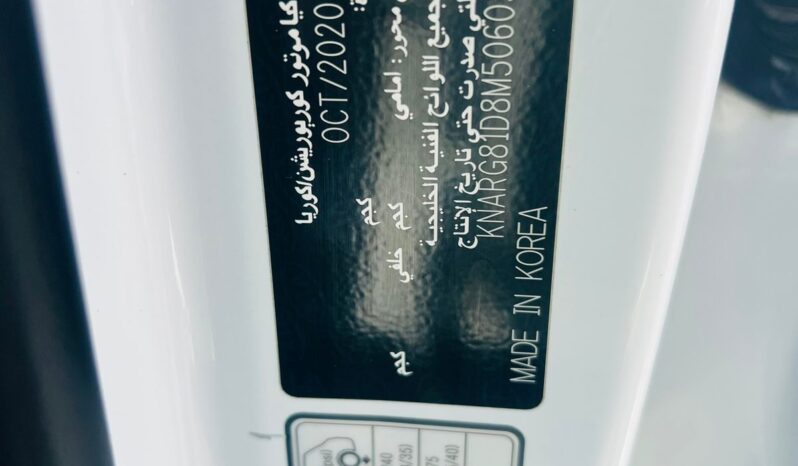 كيا موتور كوربوريشن/كوريا
OCT/2020
كجم
محور: امامي كجم خلفي كجم
جميع اللوائح الفنية الخليجية
التي صدرت حتى تاريخ الإنتاج
KNARG81D8M5060
MADE IN KOREA